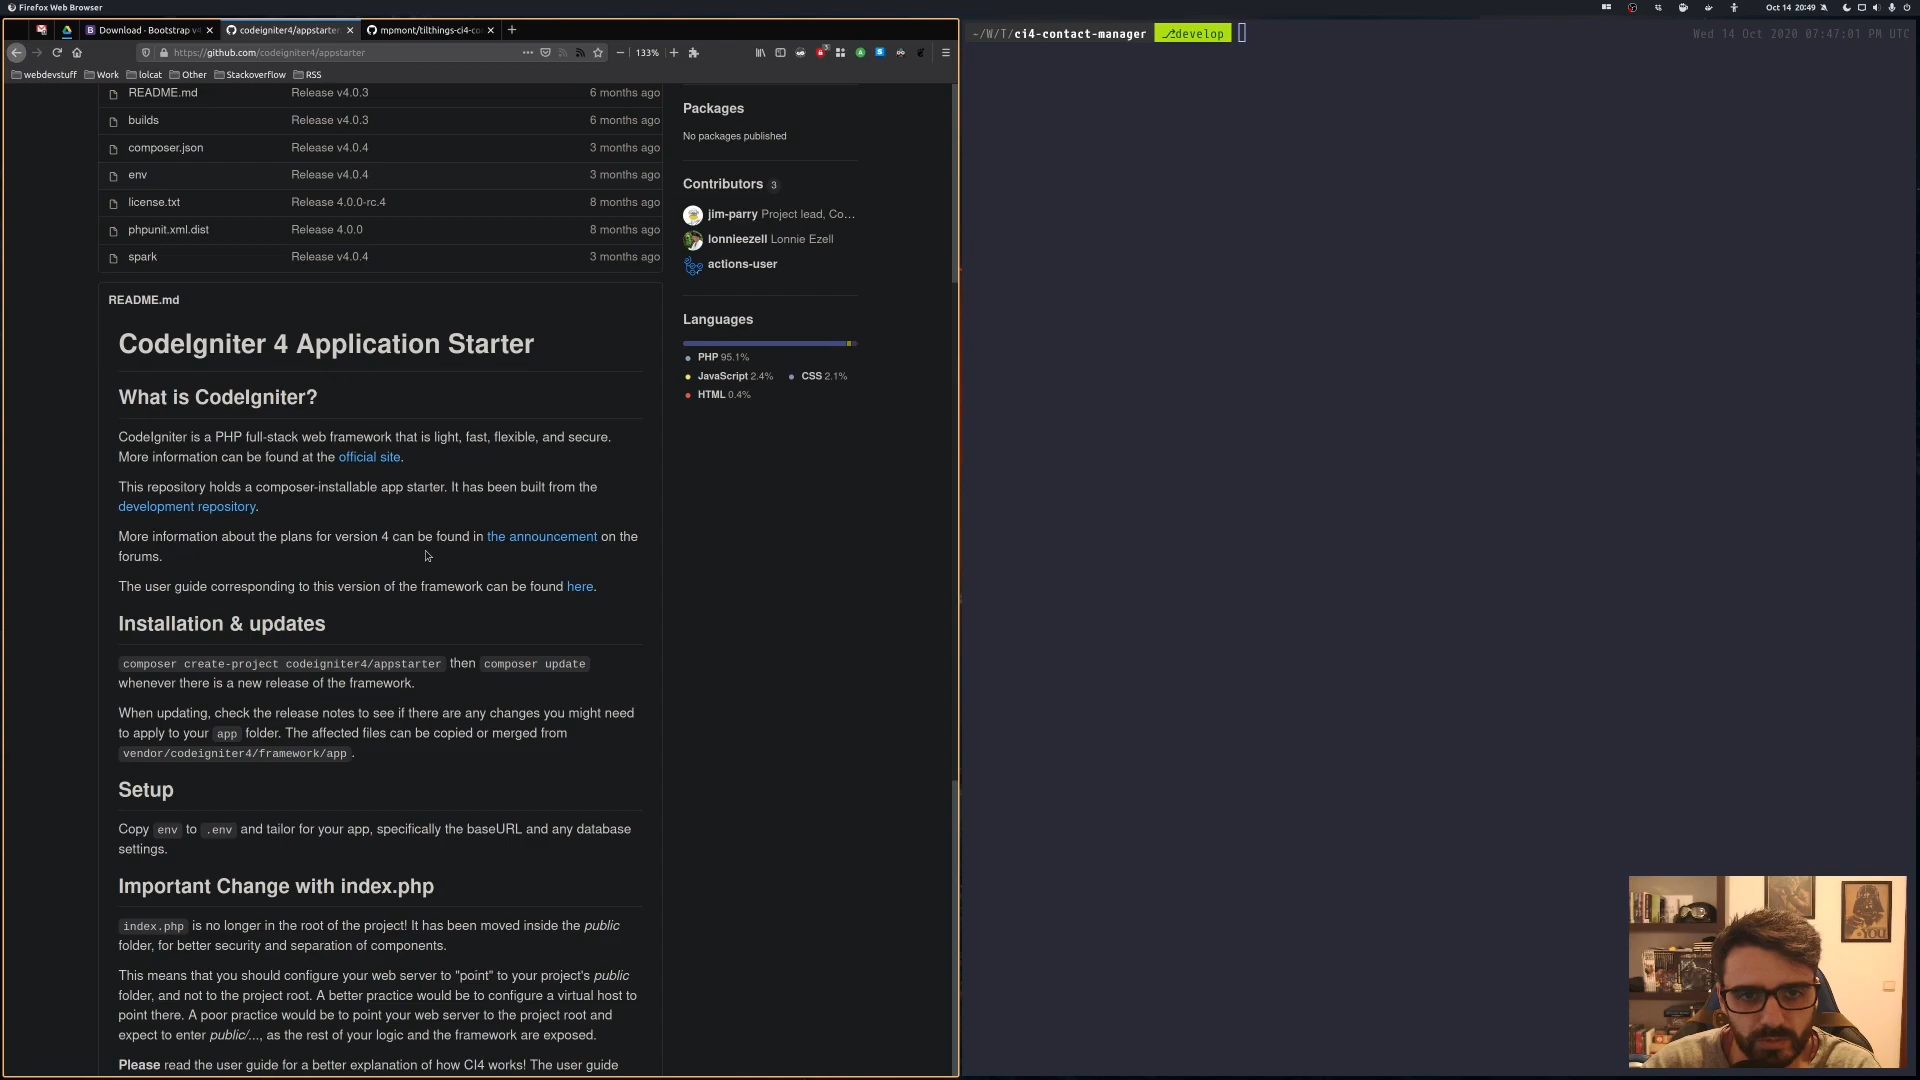 Firefox Web Browser
Oct 14 20:49
Download - Bootstrap v4
codeigniter4/appstarter
mpmont/tilthings-ci4-co
https://github.com/codeigniter4/appstarter
133%
webdevstuff
Work
lolcat
Other
Stackoverflow
RSS
README.md Release v4.0.3 6 months ago
builds Release v4.0.3 6 months ago
composer.json Release v4.0.4 3 months ago
env Release v4.0.4 3 months ago
license.txt Release 4.0.0-rc.4 8 months ago
phpunit.xml.dist Release 4.0.0 8 months ago
spark Release v4.0.4 3 months ago
README.md
CodeIgniter 4 Application Starter
What is CodeIgniter?
CodeIgniter is a PHP full-stack web framework that is light, fast, flexible, and secure.
More information can be found at the official site.
This repository holds a composer-installable app starter. It has been built from the
development repository.
More information about the plans for version 4 can be found in the announcement on the
forums.
The user guide corresponding to this version of the framework can be found here.
Installation & updates
composer create-project codeigniter4/appstarter then composer update
whenever there is a new release of the framework.
When updating, check the release notes to see if there are any changes you might need
to apply to your app folder. The affected files can be copied or merged from
vendor/codeigniter4/framework/app.
Setup
Copy env to .env and tailor for your app, specifically the baseURL and any database
settings.
Important Change with index.php
index.php is no longer in the root of the project! It has been moved inside the public
folder, for better security and separation of components.
This means that you should configure your web server to "point" to your project's public
folder, and not to the project root. A better practice would be to configure a virtual host to
point there. A poor practice would be to point your web server to the project root and
expect to enter public/..., as the rest of your logic and the framework are exposed.
Please read the user guide for a better explanation of how CI4 works! The user guide
Packages
No packages published
Contributors 3
jim-parry Project lead, Co…
lonnieezell Lonnie Ezell
actions-user
Languages
PHP 95.1%
JavaScript 2.4% CSS 2.1%
HTML 0.4%
~/W/T/ci4-contact-manager develop
Wed 14 Oct 2020 07:47:01 PM UTC
YOU